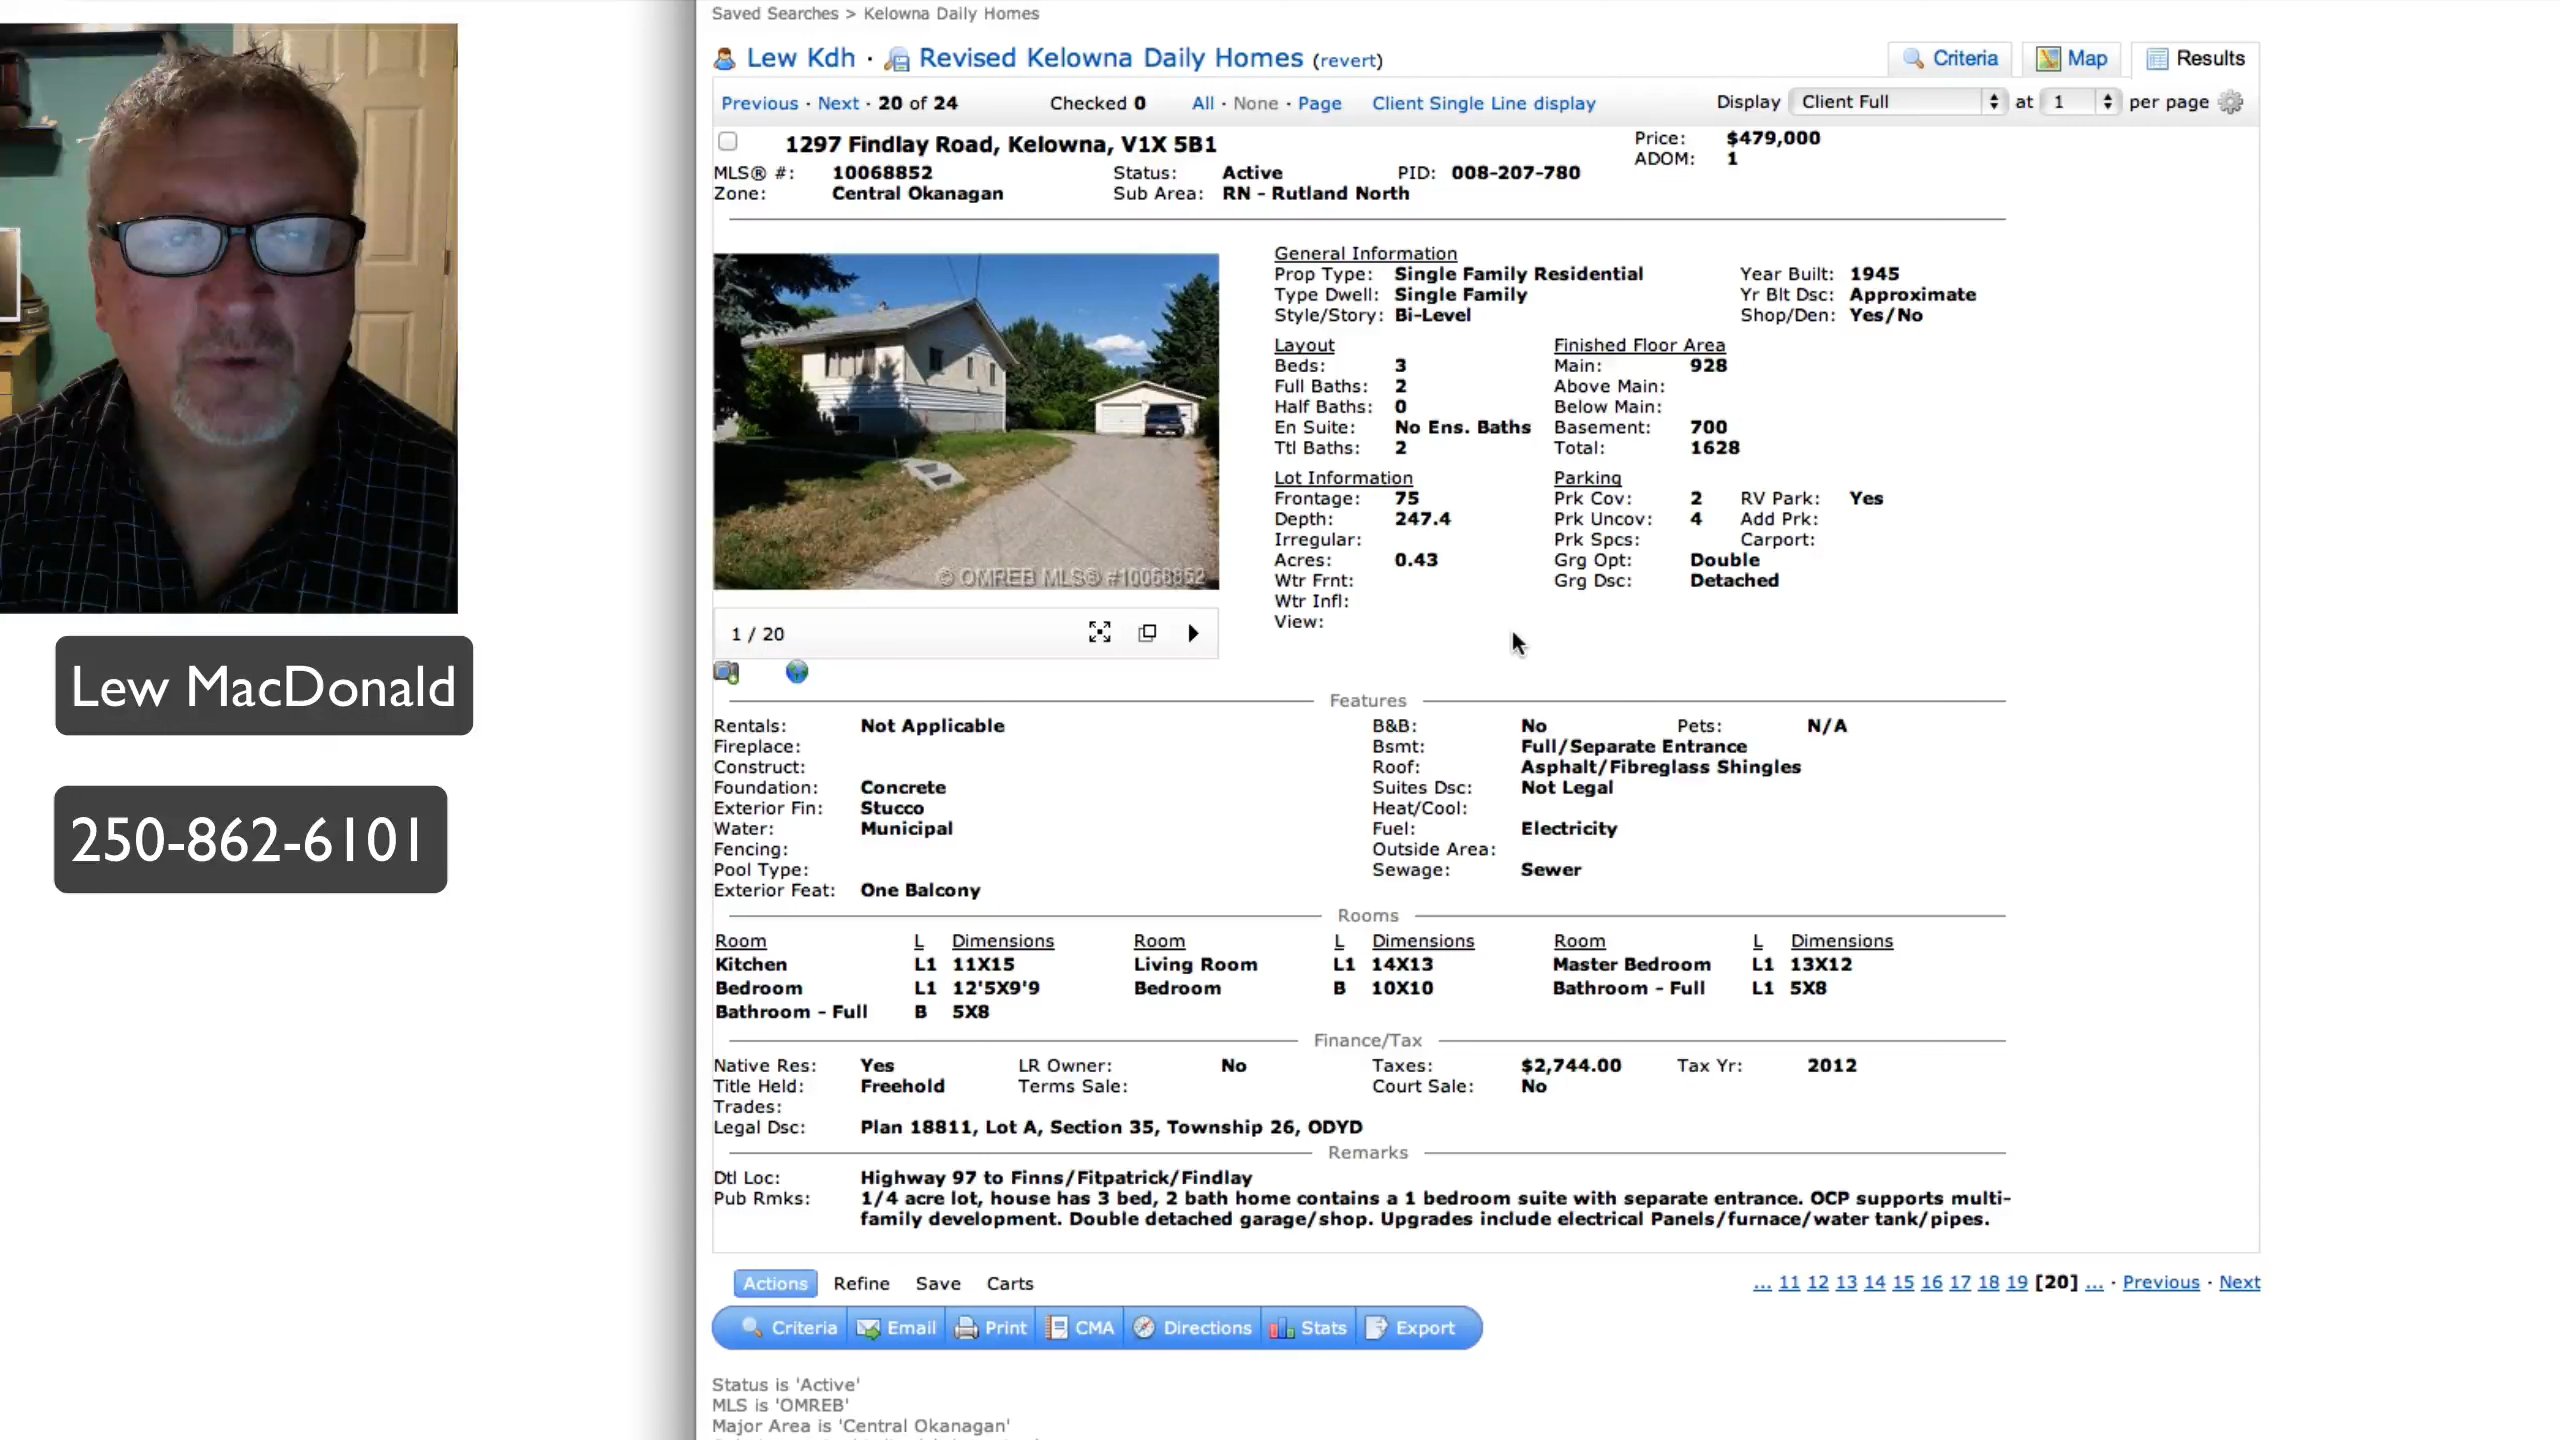 Saved Searches > Kelowna Daily Homes
Lew Kdh · Revised Kelowna Daily Homes (revert)
Criteria Map Results
Previous · Next · 20 of 24 Checked 0 All · None · Page Client Single Line display Display Client Full at 1 per page
1297 Findlay Road, Kelowna, V1X 5B1 Price: $479,000
ADOM: 1
MLS® #: 10068852 Status: Active PID: 008-207-780
Zone: Central Okanagan Sub Area: RN - Rutland North
General Information
Prop Type: Single Family Residential Year Built: 1945
Type Dwell: Single Family Yr Blt Dsc: Approximate
Style/Story: Bi-Level Shop/Den: Yes/No
Layout Finished Floor Area
Beds: 3 Main: 928
Full Baths: 2 Above Main:
Half Baths: 0 Below Main:
En Suite: No Ens. Baths Basement: 700
Ttl Baths: 2 Total: 1628
Lot Information Parking
Frontage: 75 Prk Cov: 2 RV Park: Yes
Depth: 247.4 Prk Uncov: 4 Add Prk:
Irregular: Prk Spcs: Carport:
Acres: 0.43 Grg Opt: Double
Wtr Frnt: Grg Dsc: Detached
Wtr Infl:
View:
© OMREB MLS® #10068852
1 / 20
Lew MacDonald
250-862-6101
Features
Rentals: Not Applicable B&B: No Pets: N/A
Fireplace: Bsmt: Full/Separate Entrance
Construct: Roof: Asphalt/Fibreglass Shingles
Foundation: Concrete Suites Dsc: Not Legal
Exterior Fin: Stucco Heat/Cool:
Water: Municipal Fuel: Electricity
Fencing: Outside Area:
Pool Type: Sewage: Sewer
Exterior Feat: One Balcony
Rooms
Room L Dimensions Room L Dimensions Room L Dimensions
Kitchen L1 11X15 Living Room L1 14X13 Master Bedroom L1 13X12
Bedroom L1 12'5X9'9 Bedroom B 10X10 Bathroom - Full L1 5X8
Bathroom - Full B 5X8
Finance/Tax
Native Res: Yes LR Owner: No Taxes: $2,744.00 Tax Yr: 2012
Title Held: Freehold Terms Sale: Court Sale: No
Trades:
Legal Dsc: Plan 18811, Lot A, Section 35, Township 26, ODYD
Remarks
Dtl Loc: Highway 97 to Finns/Fitpatrick/Findlay
Pub Rmks: 1/4 acre lot, house has 3 bed, 2 bath home contains a 1 bedroom suite with separate entrance. OCP supports multi-
family development. Double detached garage/shop. Upgrades include electrical Panels/furnace/water tank/pipes.
Actions Refine Save Carts ... 11 12 13 14 15 16 17 18 19 [20] ... · Previous · Next
Criteria Email Print CMA Directions Stats Export
Status is 'Active'
MLS is 'OMREB'
Major Area is 'Central Okanagan'